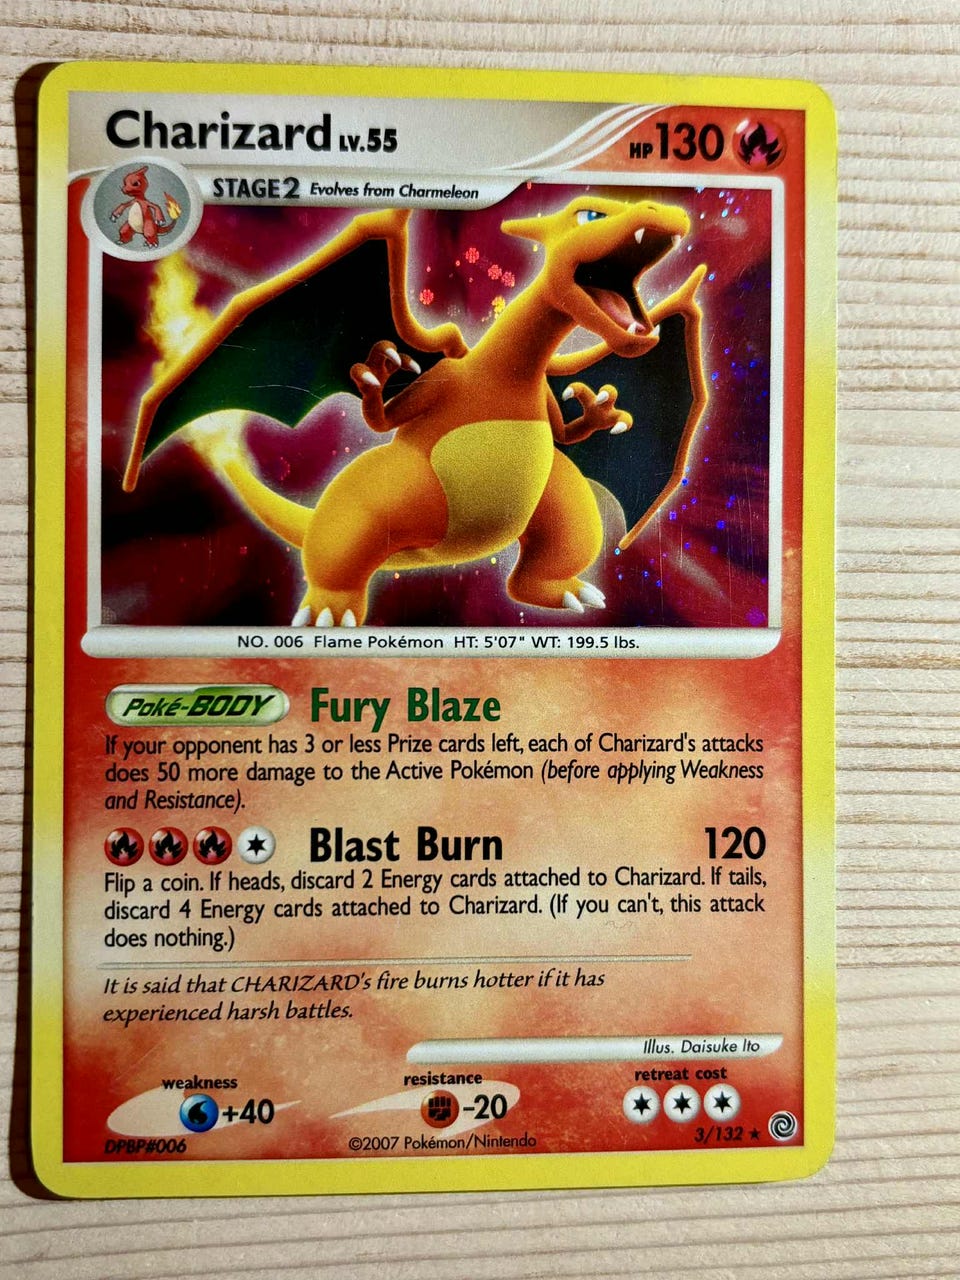 Charizard LV.55
HP 130
STAGE2 Evolves from Charmeleon
NO. 006 Flame Pokémon HT: 5'07" WT: 199.5 lbs.
Poké-BODY Fury Blaze
If your opponent has 3 or less Prize cards left, each of Charizard's attacks
does 50 more damage to the Active Pokémon (before applying Weakness
and Resistance).
Blast Burn 120
Flip a coin. If heads, discard 2 Energy cards attached to Charizard. If tails,
discard 4 Energy cards attached to Charizard. (If you can't, this attack
does nothing.)
It is said that CHARIZARD's fire burns hotter if it has
experienced harsh battles.
Illus. Daisuke Ito
weakness
+40
resistance
-20
retreat cost
DPBP#006
©2007 Pokémon/Nintendo
3/132 ★